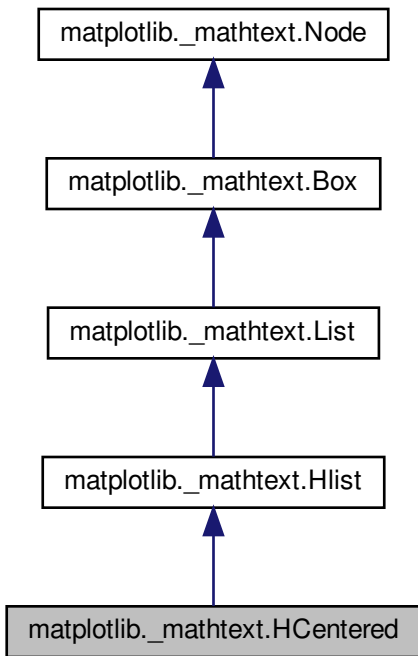 matplotlib._mathtext.Node
matplotlib._mathtext.Box
matplotlib._mathtext.List
matplotlib._mathtext.Hlist
matplotlib._mathtext.HCentered